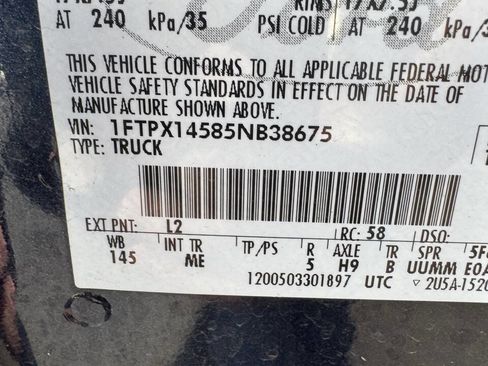 AT 240 kPa/35 PSI COLD AT 240 kPa/
THIS VEHICLE CONFORMS TO ALL APPLICABLE FEDERAL MOT
VEHICLE SAFETY STANDARDS IN EFFECT ON THE DATE OF
MANUFACTURE SHOWN ABOVE.
VIN: 1FTPX14585NB38675
TYPE: TRUCK
EXT PNT: L2 RC: 58 DSO:
WB INT TR TP/PS R AXLE TR SPR
145 ME 5 H9 B UUMM
1200503301897 UTC 2U5A-1520